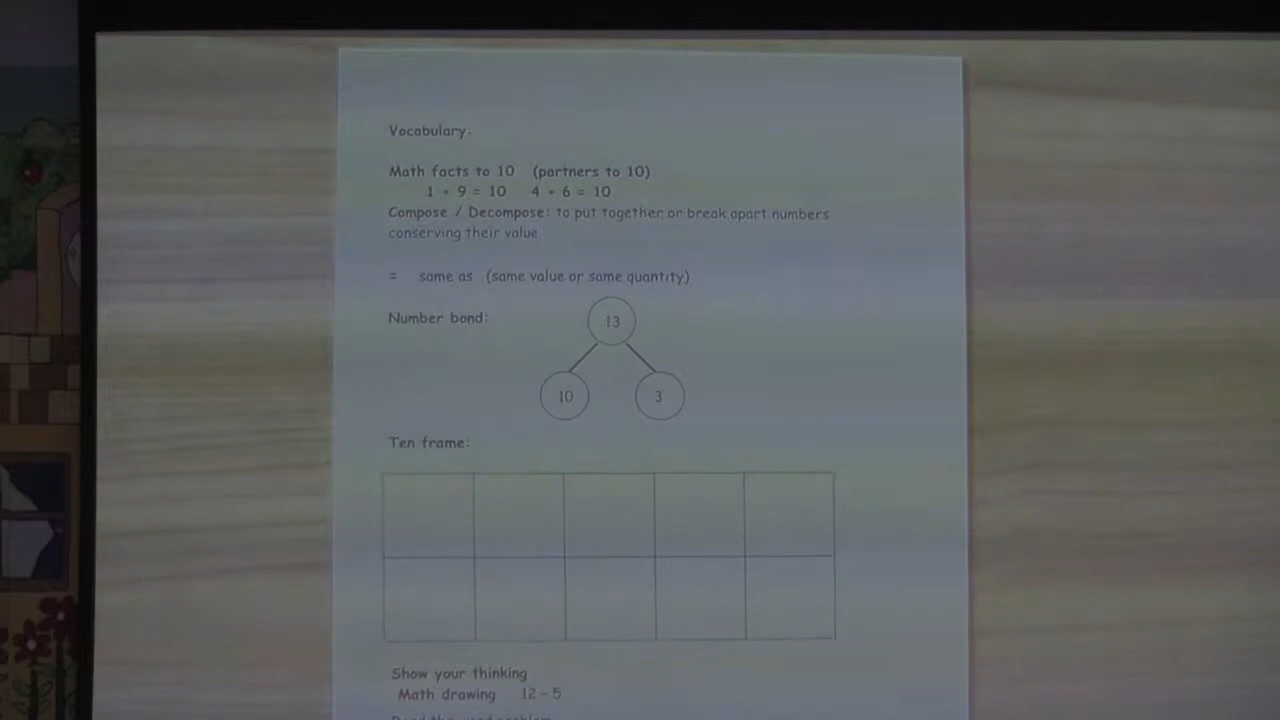 Vocabulary.
Math facts to 10 (partners to 10)
1 + 9 = 10 4 + 6 = 10
Compose / Decompose: to put together or break apart numbers
conserving their value
= same as (same value or same quantity)
Number bond:
13
10 3
Ten frame:
Show your thinking
Math drawing 12 - 5